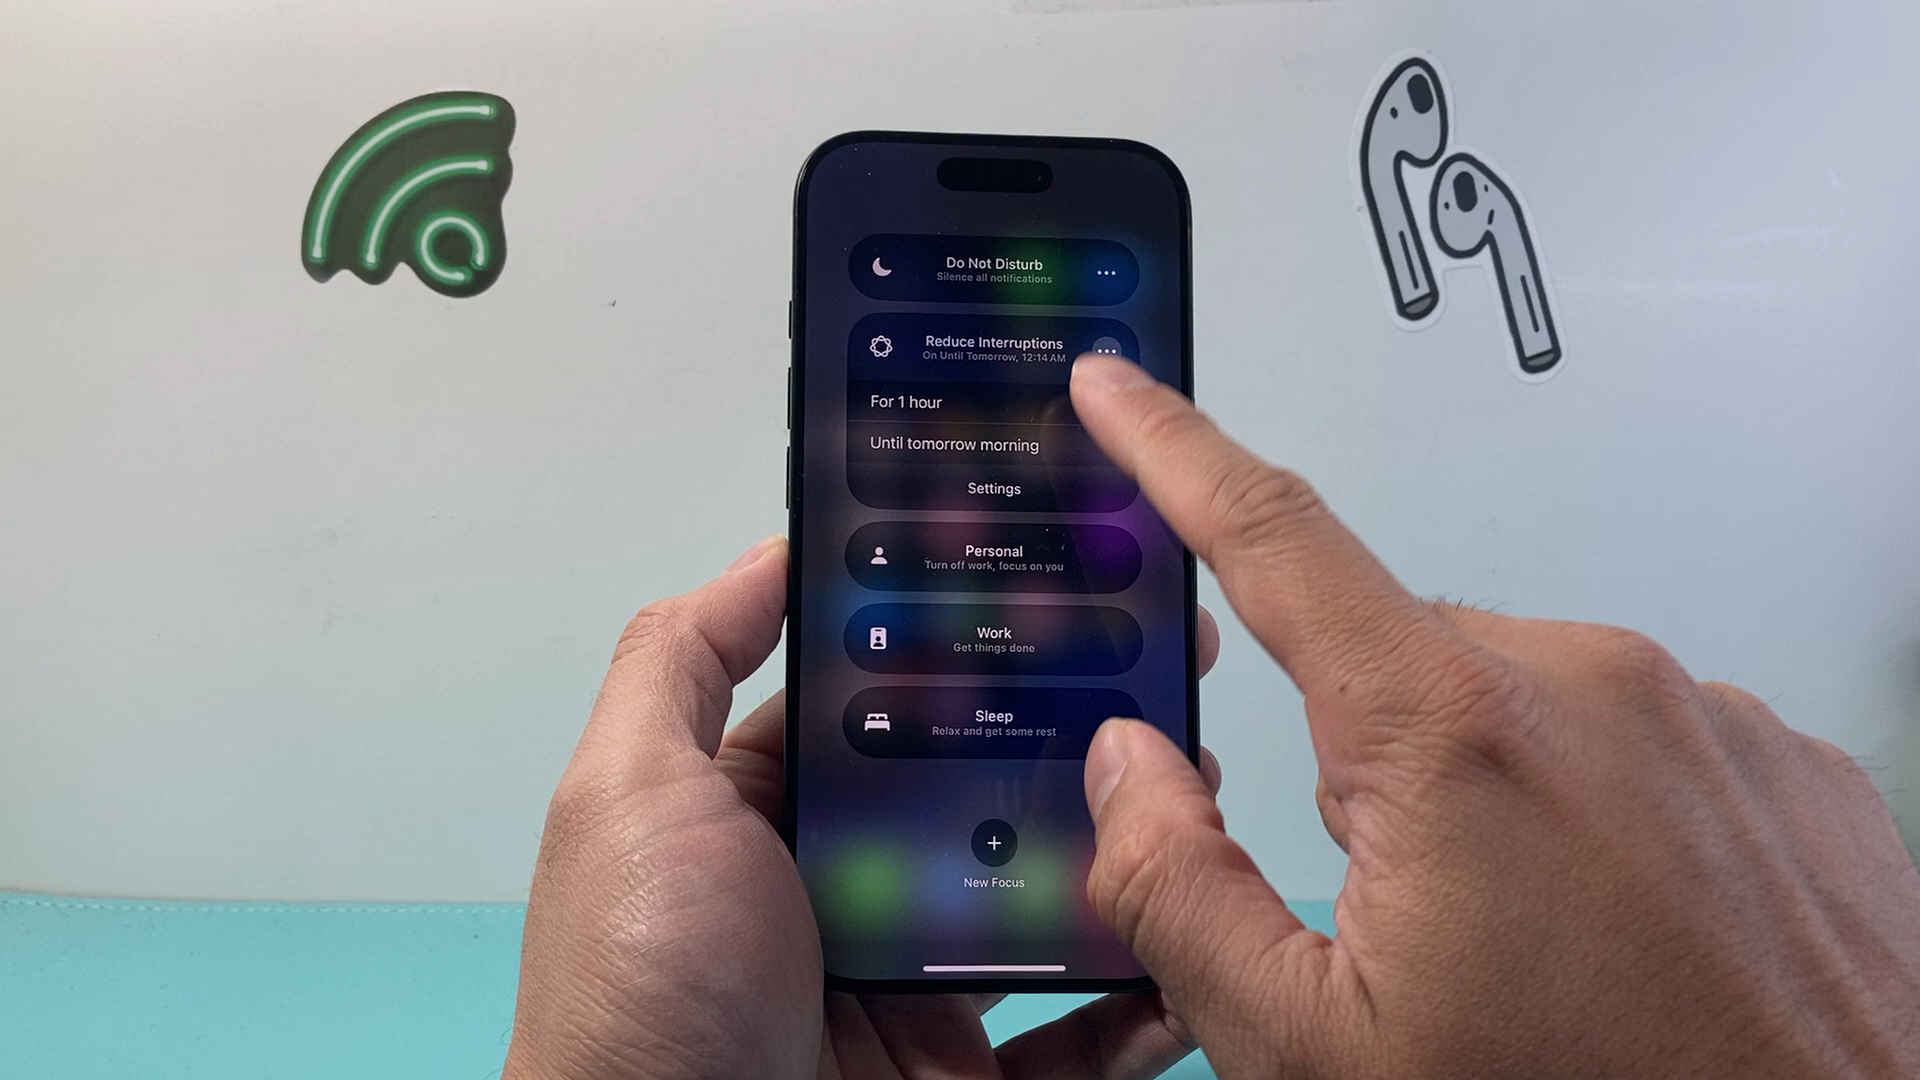 Do Not Disturb
Silence all notifications
Reduce Interruptions
On Until Tomorrow, 12:14 AM
For 1 hour
Until tomorrow morning
Settings
Personal
Turn off work, focus on you
Work
Get things done
Sleep
Relax and get some rest
New Focus